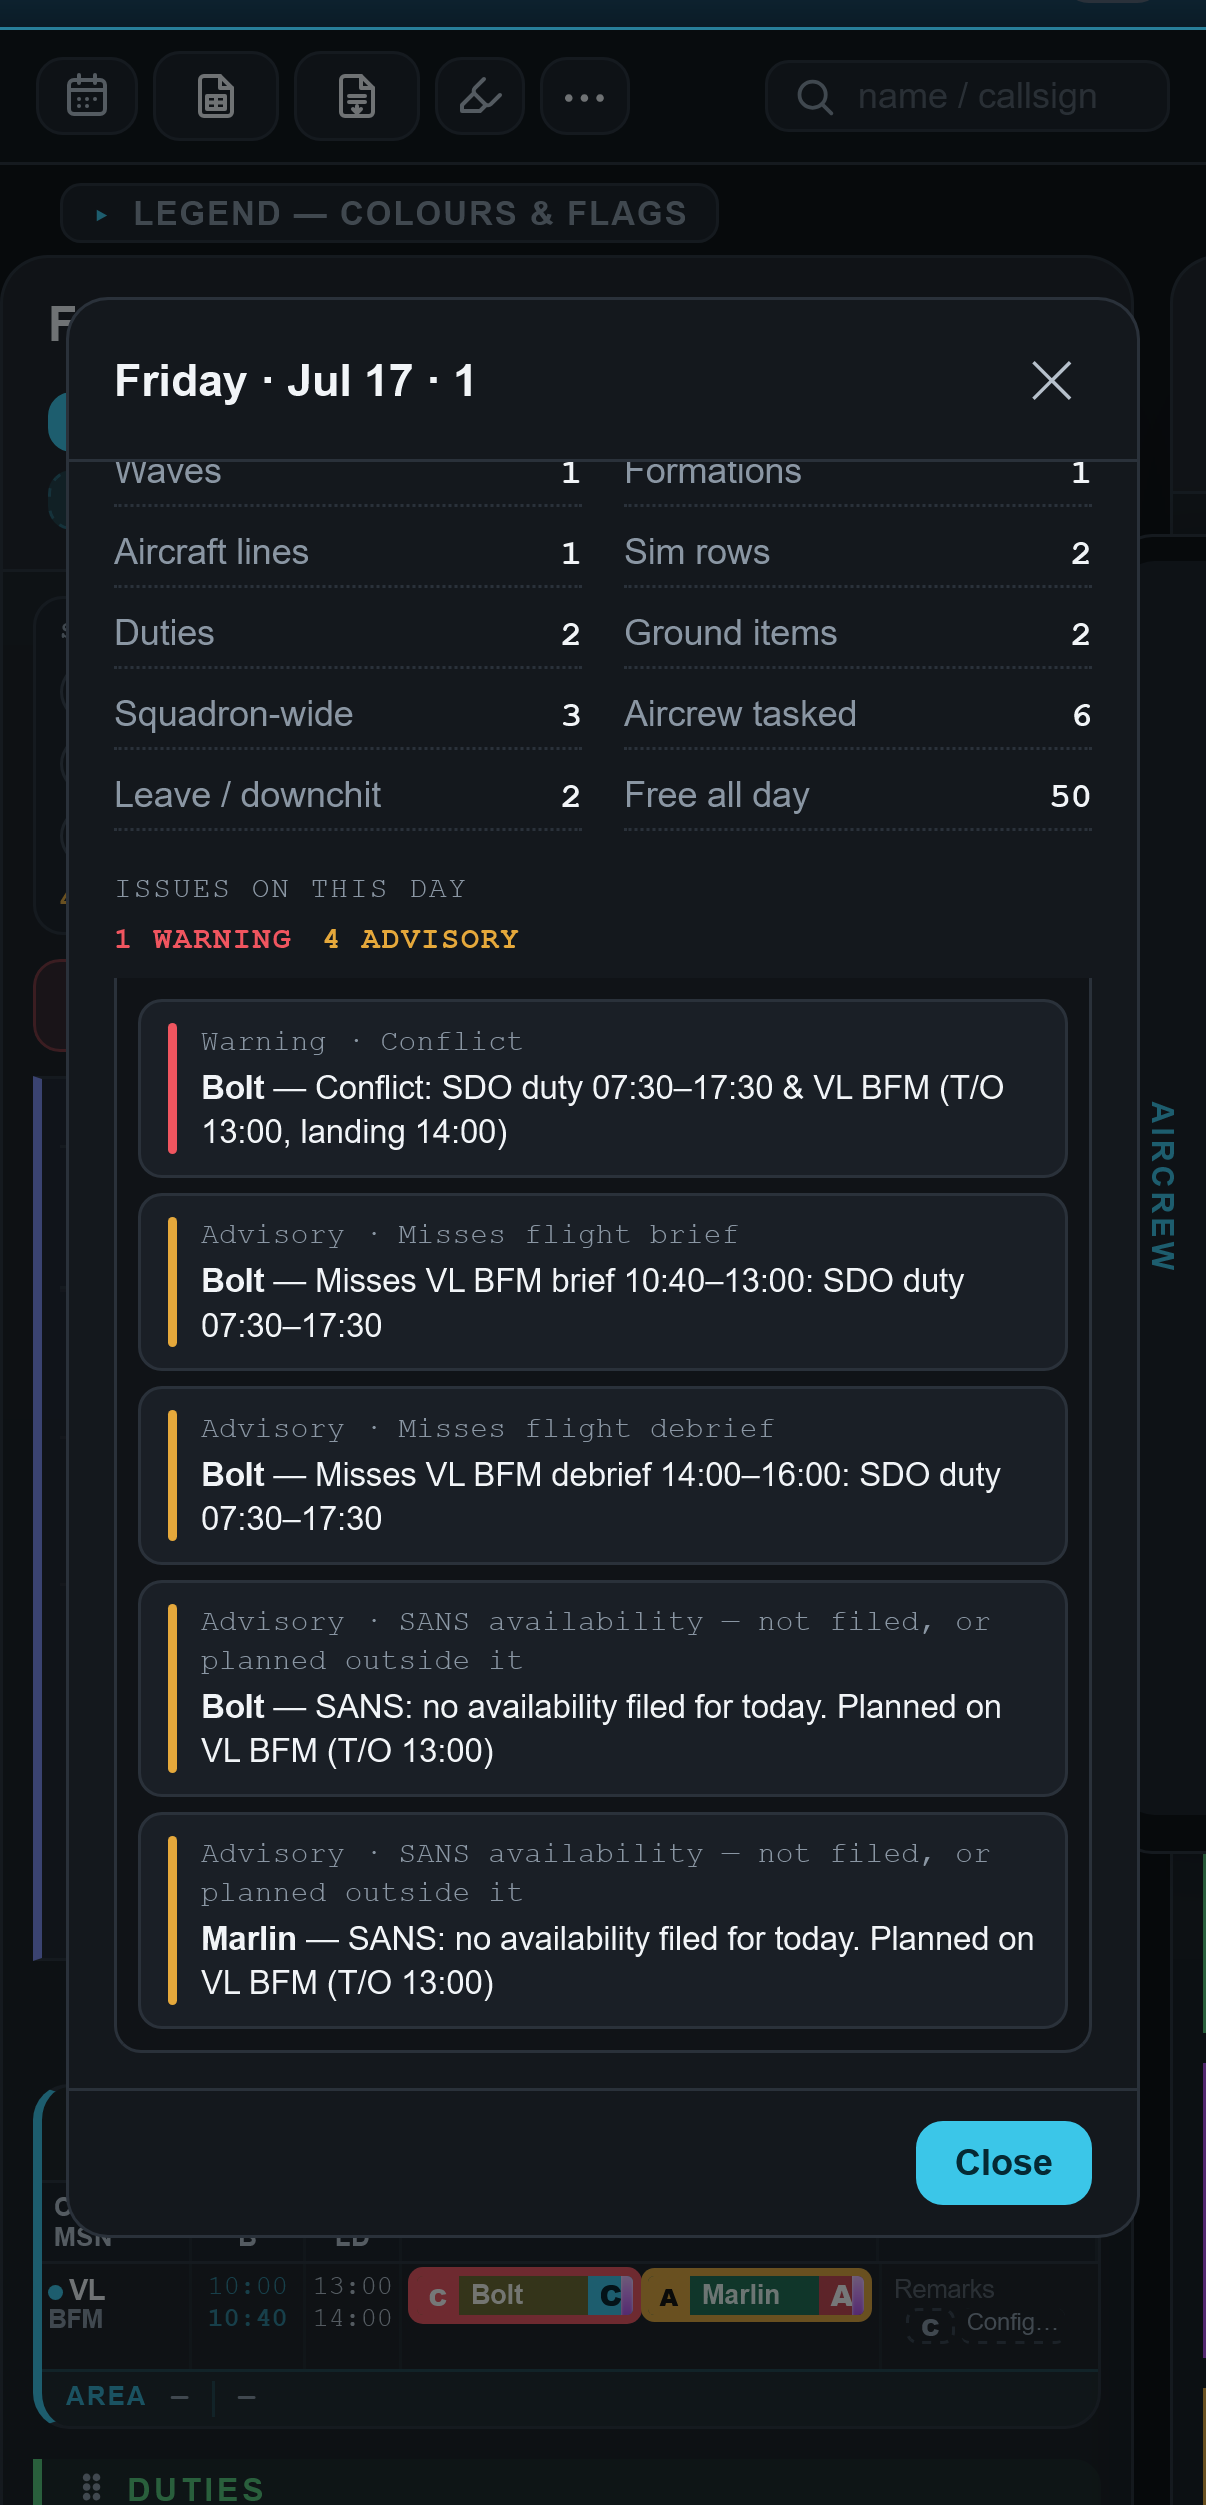 name / callsign
LEGEND — COLOURS & FLAGS
F
Friday · Jul 17 · 1
Waves 1 Formations 1
Aircraft lines 1 Sim rows 2
Duties 2 Ground items 2
Squadron-wide 3 Aircrew tasked 6
Leave / downchit 2 Free all day 50
ISSUES ON THIS DAY
1 WARNING 4 ADVISORY
Warning · Conflict
Bolt — Conflict: SDO duty 07:30–17:30 & VL BFM (T/O
13:00, landing 14:00)
Advisory · Misses flight brief
Bolt — Misses VL BFM brief 10:40–13:00: SDO duty
07:30–17:30
Advisory · Misses flight debrief
Bolt — Misses VL BFM debrief 14:00–16:00: SDO duty
07:30–17:30
Advisory · SANS availability — not filed, or
planned outside it
Bolt — SANS: no availability filed for today. Planned on
VL BFM (T/O 13:00)
Advisory · SANS availability — not filed, or
planned outside it
Marlin — SANS: no availability filed for today. Planned on
VL BFM (T/O 13:00)
AIRCREW
Close
MSN
VL 10:00 13:00 C Bolt C A Marlin A Remarks
BFM 10:40 14:00 C Config…
AREA – –
DUTIES